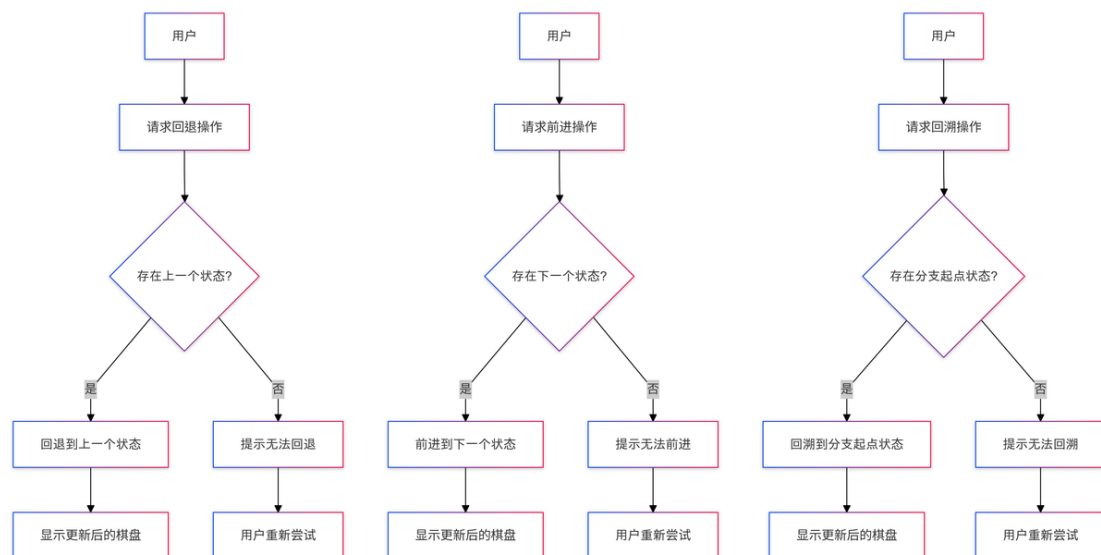 用户
请求回退操作
存在上一个状态?
是
否
回退到上一个状态
提示无法回退
显示更新后的棋盘
用户重新尝试
用户
请求前进操作
存在下一个状态?
是
否
前进到下一个状态
提示无法前进
显示更新后的棋盘
用户重新尝试
用户
请求回溯操作
存在分支起点状态?
是
否
回溯到分支起点状态
提示无法回溯
显示更新后的棋盘
用户重新尝试